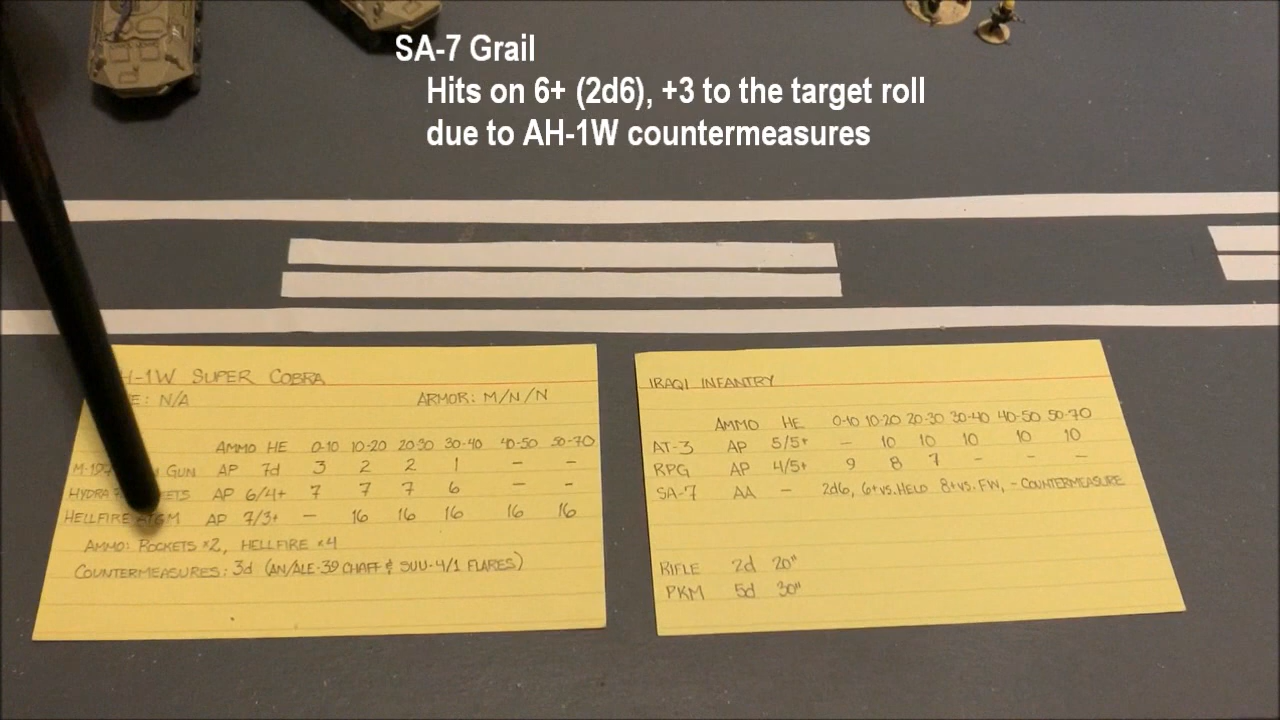 SA-7 Grail
Hits on 6+ (2d6), +3 to the target roll
due to AH-1W countermeasures
H-1W SUPER COBRA
E: N/A ARMOR: M/N/N
AMMO HE 0-10 10-20 20-30 30-40 40-50 50-70
GUN AP 7d 3 2 2 1 - -
HYDRA AP 6/4+ 7 7 7 6 - -
HELLFIRE ATGM AP 7/3+ - 16 16 16 16 16
AMMO: ROCKETS x2, HELLFIRE x4
COUNTERMEASURES: 3d (AN/ALE-39 CHAFF & SUU-4/1 FLARES)
IRAQI INFANTRY
AMMO HE 0-10 10-20 20-30 30-40 40-50 50-70
AT-3 AP 5/5+ - 10 10 10 10 10
RPG AP 4/5+ 9 8 7 - - -
SA-7 AA - 2d6, 6+ vs. HELO 8+ vs. FW, - COUNTERMEASURE
RIFLE 2d 20"
PKM 5d 30"